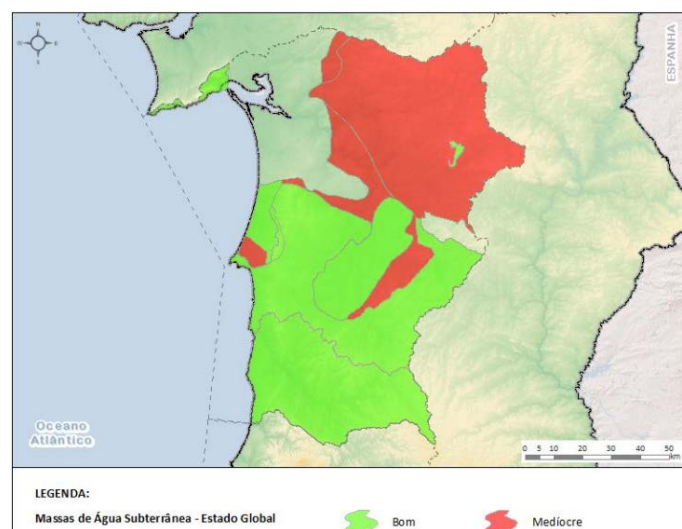 N
ESPANHA
Oceano
Atlântico
0 5 10 20 30 40 50
km
LEGENDA:
Massas de Água Subterrânea - Estado Global
Bom
Medíocre